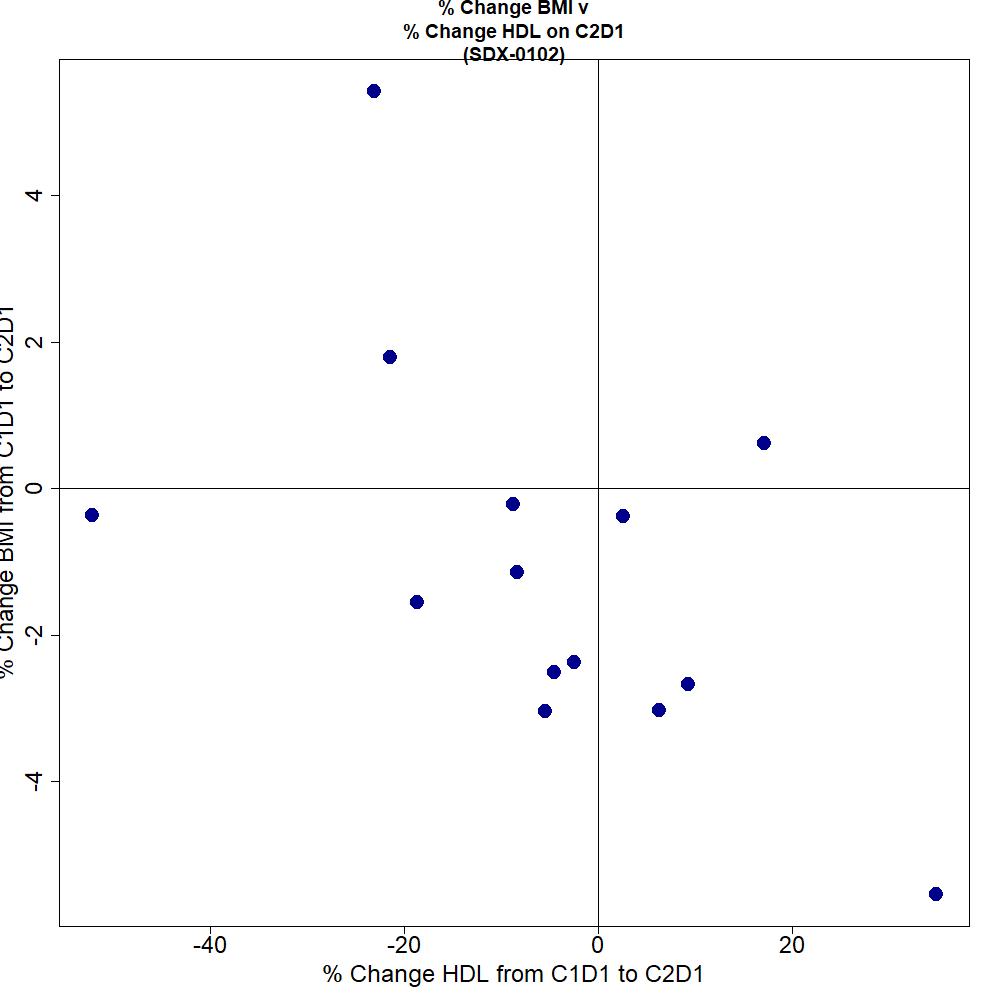 % Change BMI v
% Change HDL on C2D1
(SDX-0102)
% Change BMI from C1D1 to C2D1
4
2
0
-2
-4
-40
-20
0
20
% Change HDL from C1D1 to C2D1